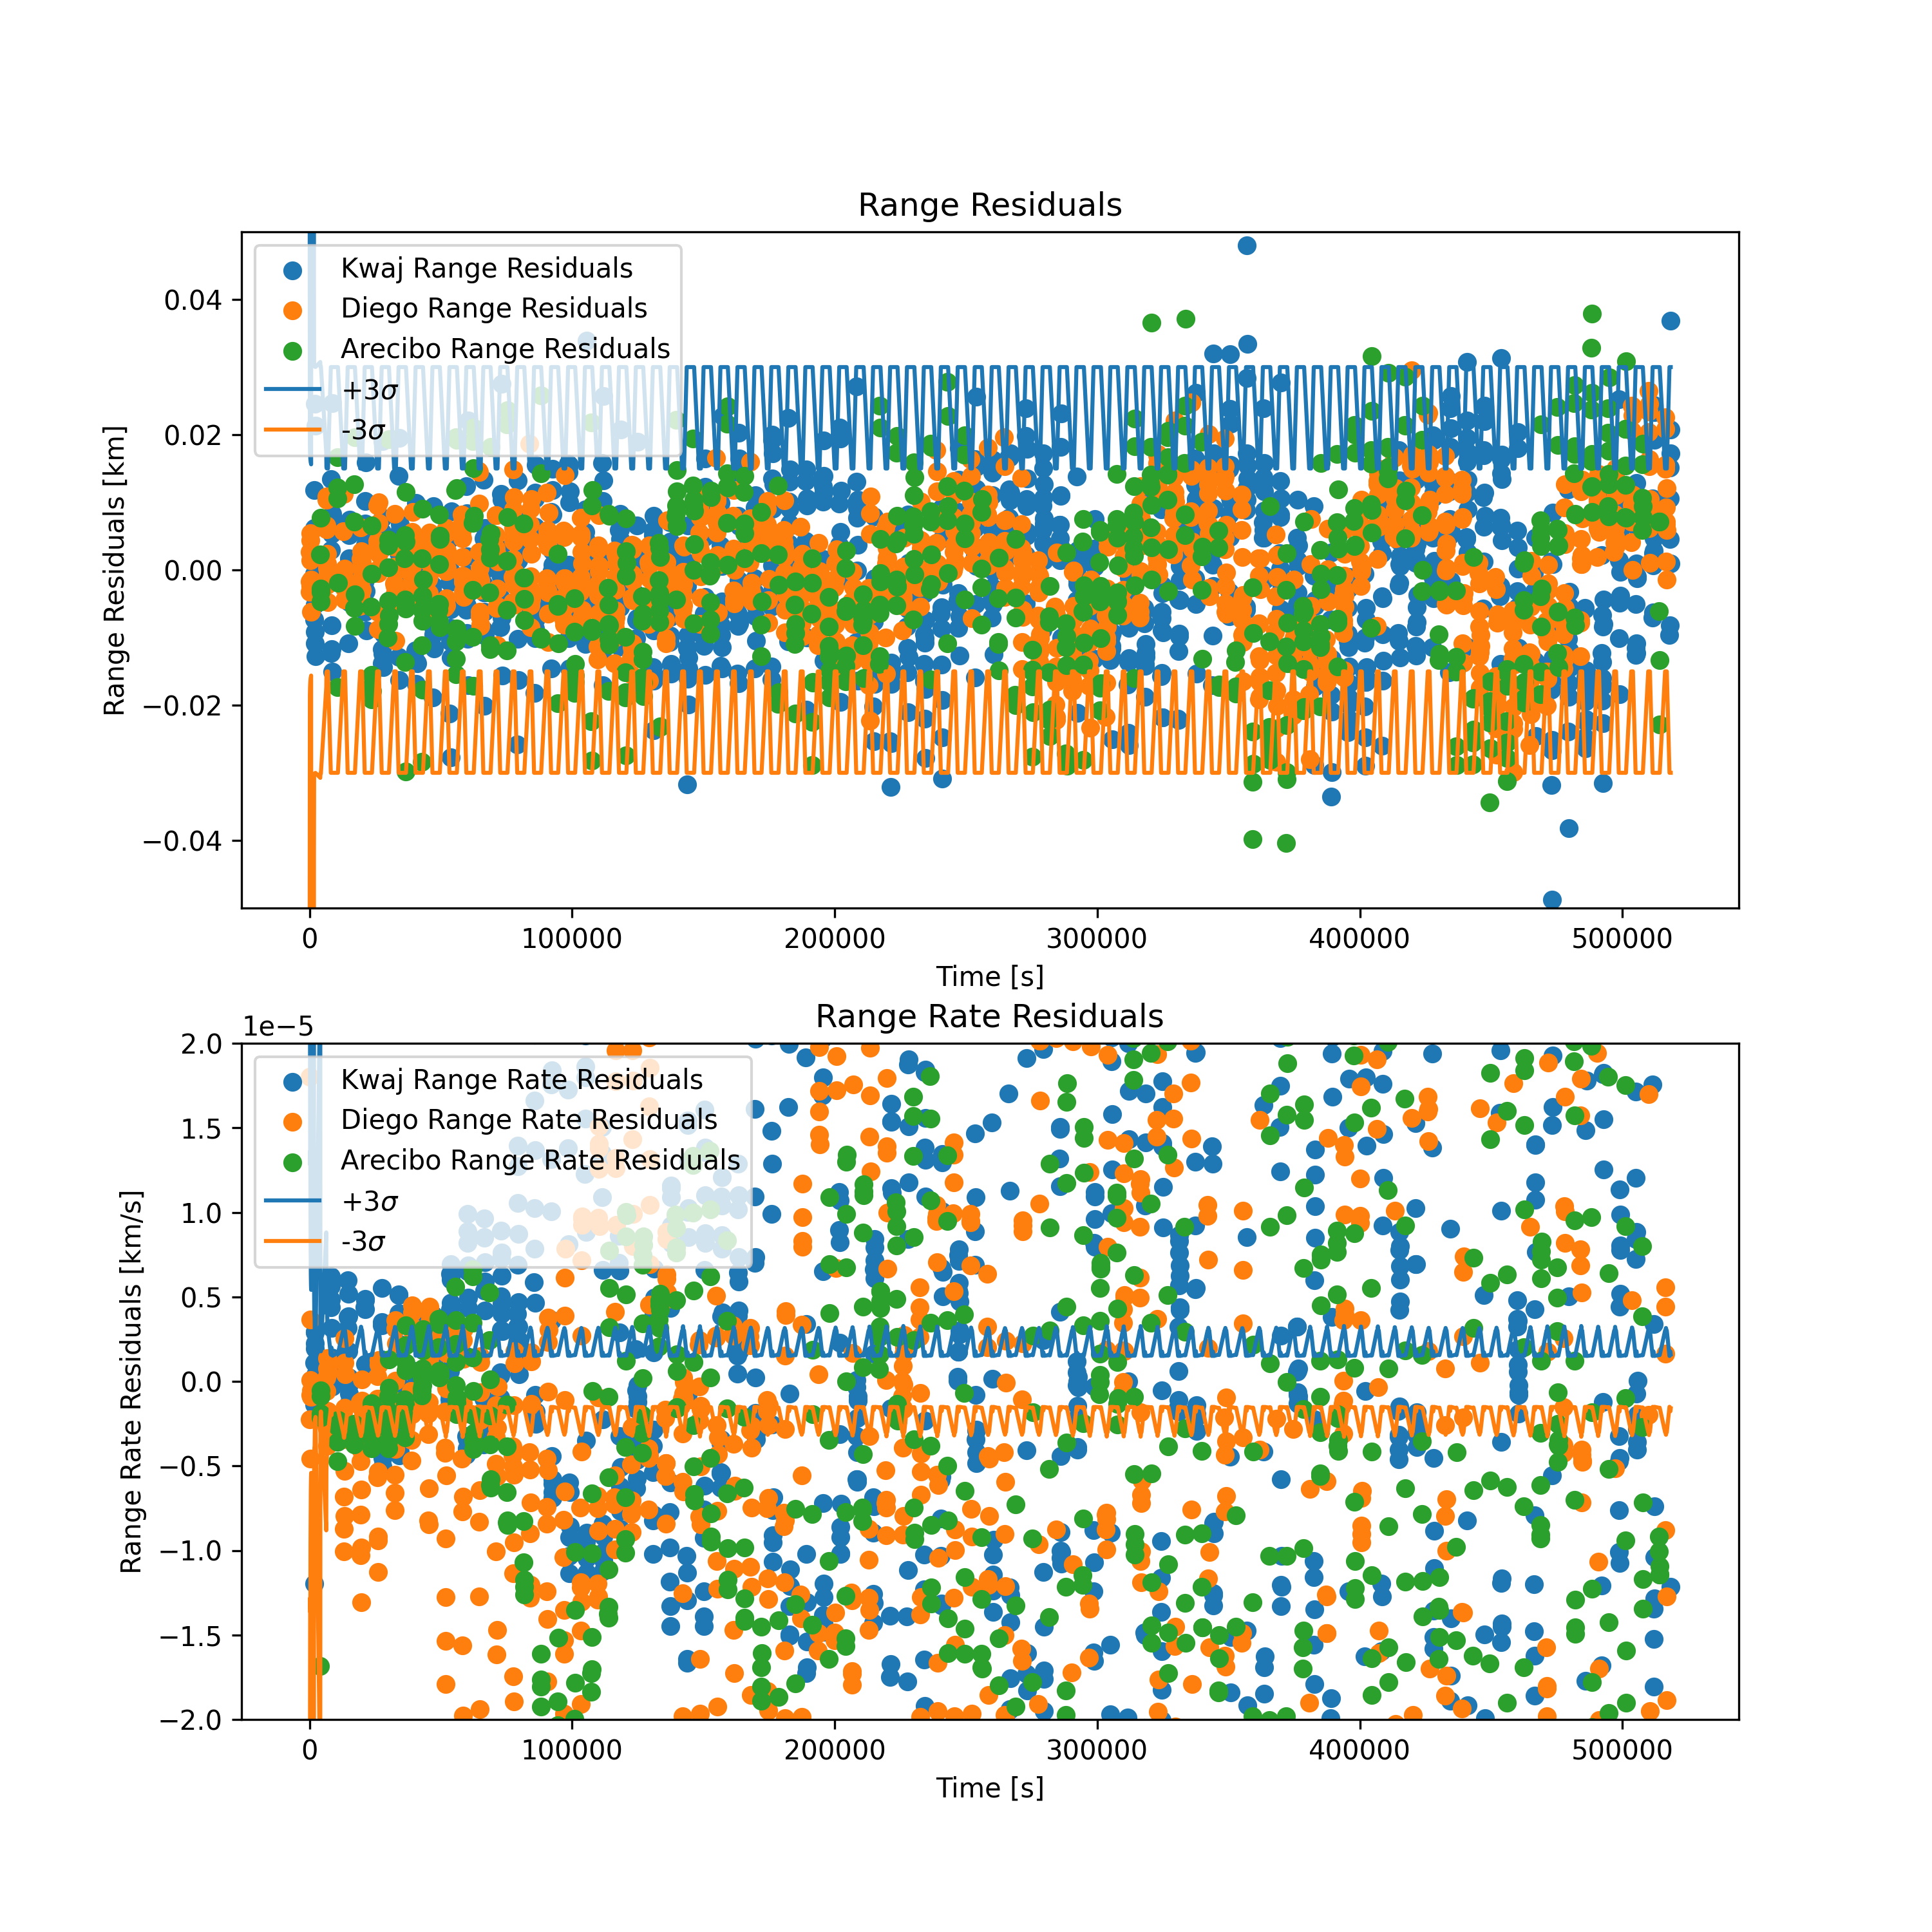 Range Residuals
Kwaj Range Residuals
Diego Range Residuals
Arecibo Range Residuals
+3σ
-3σ
0.04
0.02
0.00
−0.02
−0.04
Range Residuals [km]
0 100000 200000 300000 400000 500000
Time [s]
Range Rate Residuals
1e−5
Kwaj Range Rate Residuals
Diego Range Rate Residuals
Arecibo Range Rate Residuals
+3σ
-3σ
2.0
1.5
1.0
0.5
0.0
−0.5
−1.0
−1.5
−2.0
Range Rate Residuals [km/s]
0 100000 200000 300000 400000 500000
Time [s]